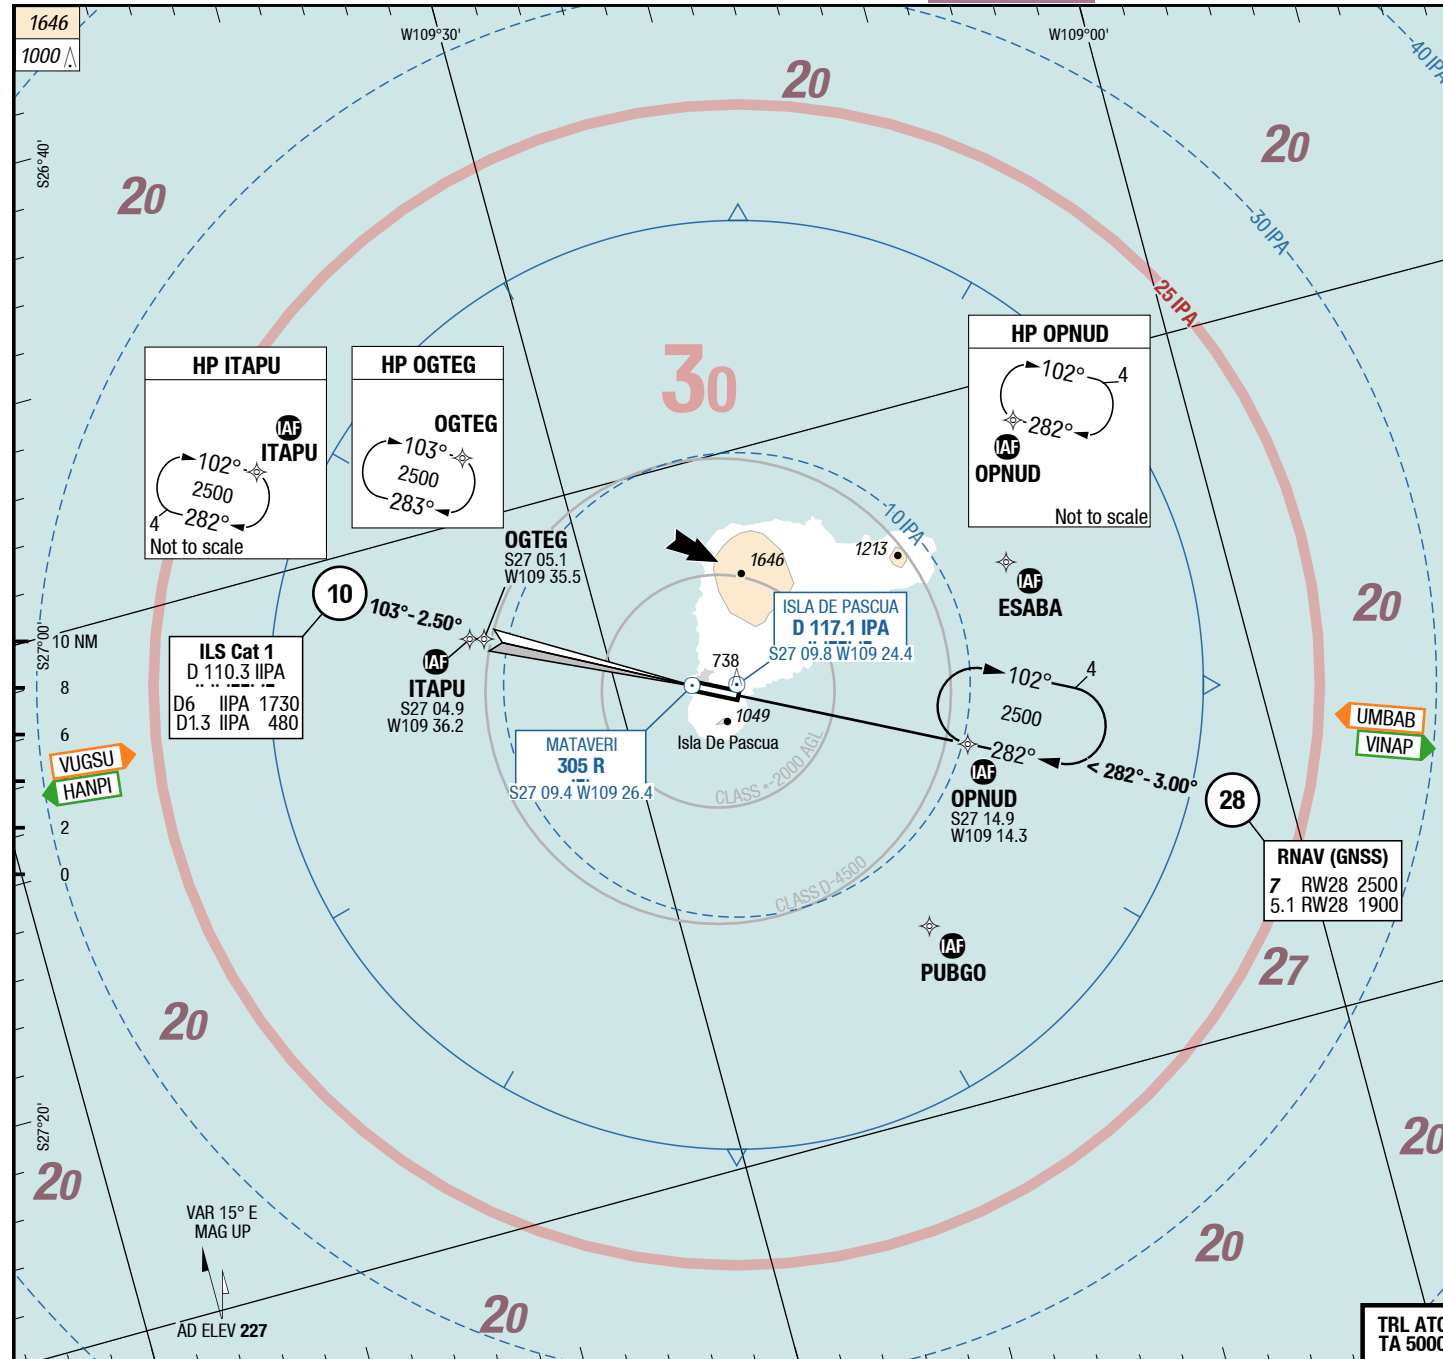 1646
1000
W109°30'
W109°00'
40 IPA
S26°40'
20
20
20
30 IPA
25 IPA
30
HP ITAPU
IAF
ITAPU
102°
2500
282°
4
Not to scale
HP OGTEG
OGTEG
103°
2500
283°
HP OPNUD
102°
4
282°
IAF
OPNUD
Not to scale
OGTEG
S27 05.1
W109 35.5
10 IPA
1646
1213
IAF
ESABA
20
10
103°-2.50°
ISLA DE PASCUA
D 117.1 IPA
S27 09.8 W109 24.4
S27°00'
10 NM
8
6
2
0
ILS Cat 1
D 110.3 IIPA
D6 IIPA 1730
D1.3 IIPA 480
IAF
ITAPU
S27 04.9
W109 36.2
738
1049
Isla De Pascua
102°
4
2500
282°
< 282°-3.00°
28
UMBAB
VINAP
VUGSU
HANPI
MATAVERI
305 R
S27 09.4 W109 26.4
CLASS *-2000 AGL
CLASS D-4500
IAF
OPNUD
S27 14.9
W109 14.3
RNAV (GNSS)
7 RW28 2500
5.1 RW28 1900
IAF
PUBGO
27
20
S27°20'
20
20
VAR 15° E
MAG UP
20
20
AD ELEV 227
TA 5000